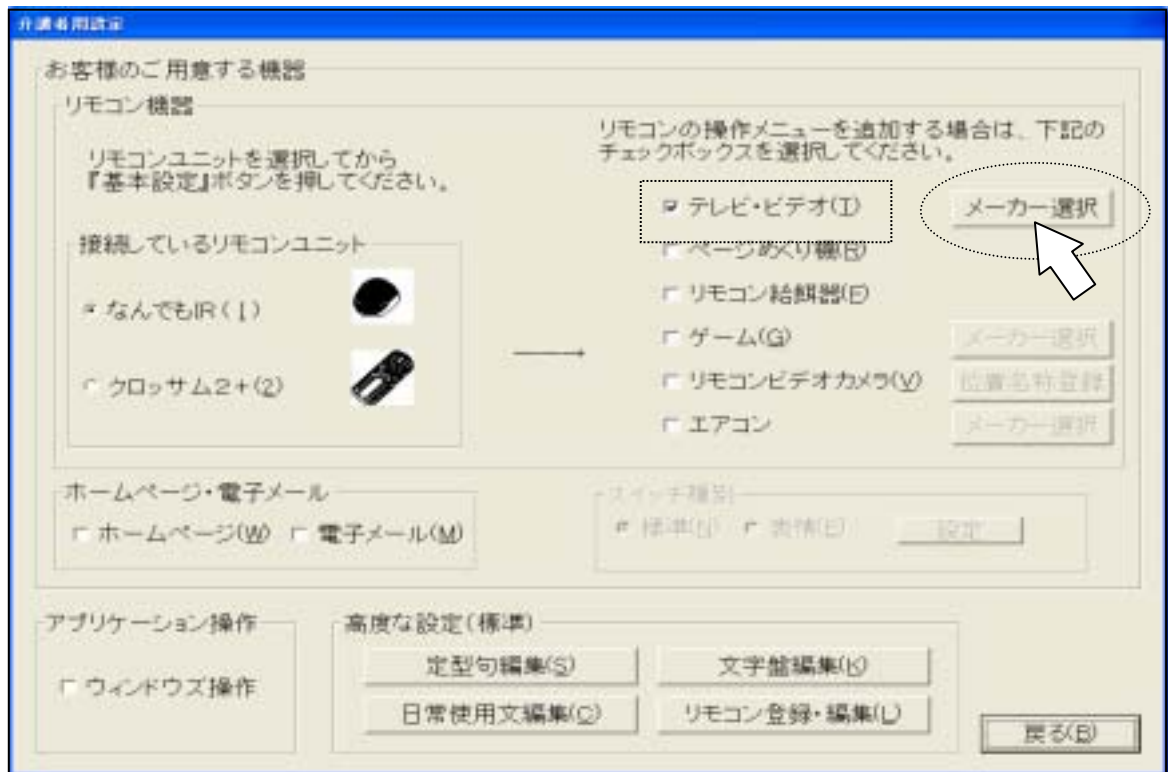 介護者用設定
お客様のご用意する機器
リモコン機器
リモコンユニットを選択してから
『基本設定』ボタンを押してください。
接続しているリモコンユニット
なんでもIR(1)
クロッサム2+(2)
リモコンの操作メニューを追加する場合は、下記の
チェックボックスを選択してください。
テレビ・ビデオ(T) メーカー選択
ページめくり機(R)
リモコン給餌器(F)
ゲーム(G) メーカー選択
リモコンビデオカメラ(V) 位置名称登録
エアコン メーカー選択
ホームページ・電子メール
ホームページ(W) 電子メール(M)
スイッチ種別
標準(N) 表情(E) 設定
アプリケーション操作
ウィンドウズ操作
高度な設定(標準)
定型句編集(S) 文字盤編集(K)
日常使用文編集(C) リモコン登録・編集(L)
戻る(B)